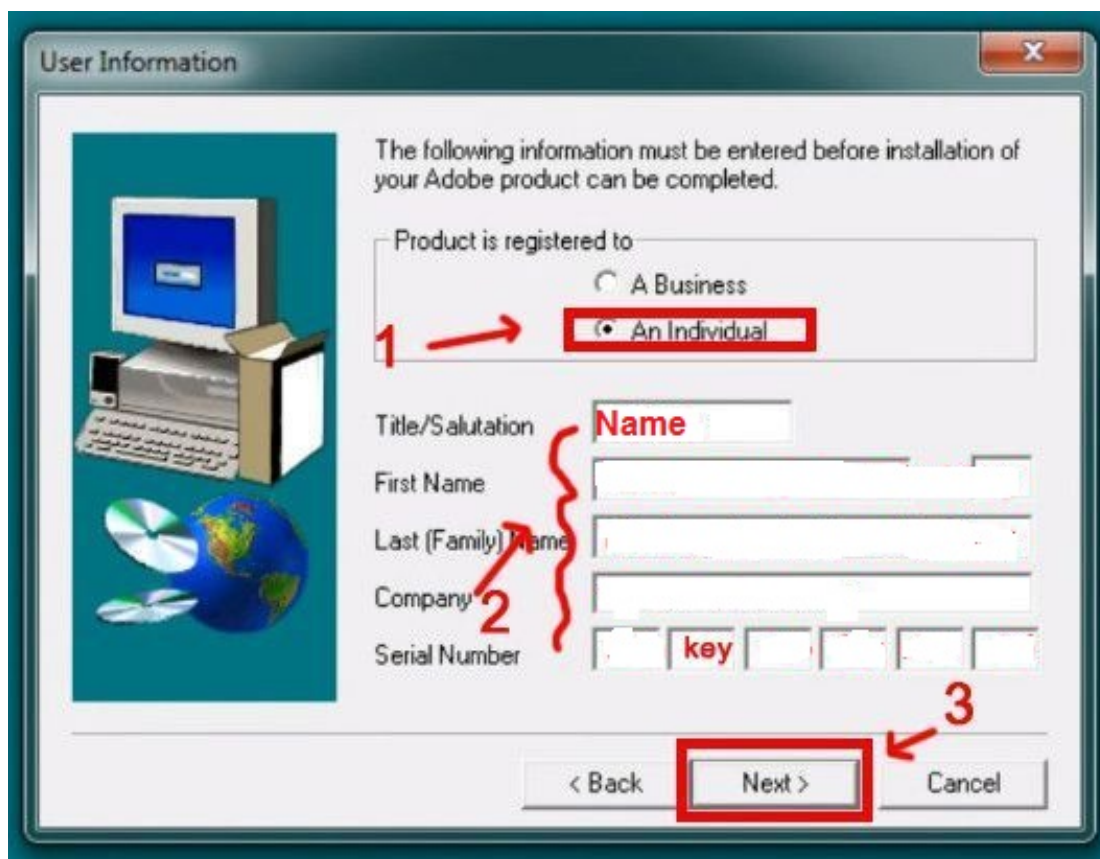 User Information
The following information must be entered before installation of
your Adobe product can be completed.
Product is registered to
A Business
1
An Individual
Title/Salutation Name
First Name
Last (Family) Name
Company
2
Serial Number key
3
< Back Next > Cancel